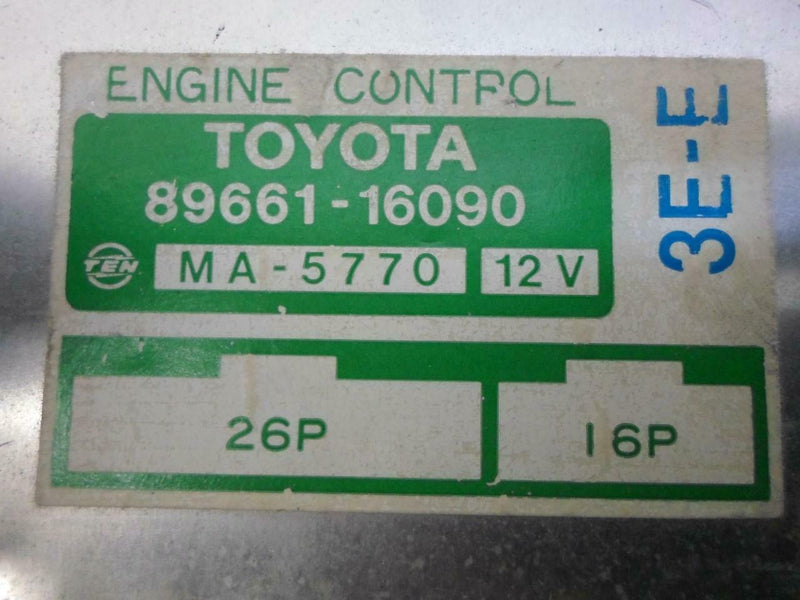 ENGINE CONTROL
TOYOTA
89661-16090
TEN
MA-5770
12V
3E-E
26P
16P